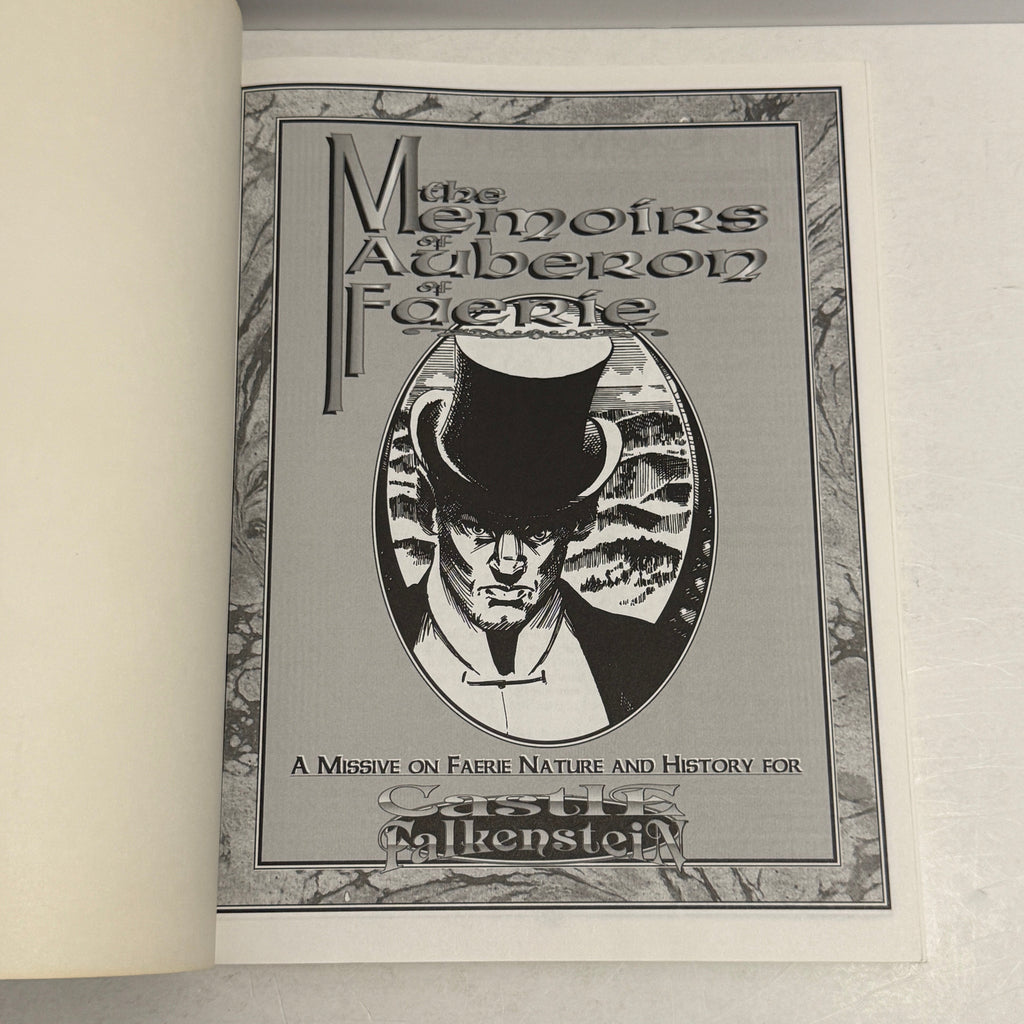 the
Memoirs
of
Auberon
of
Faerie
A Missive on Faerie Nature and History for
Castle
Falkenstein